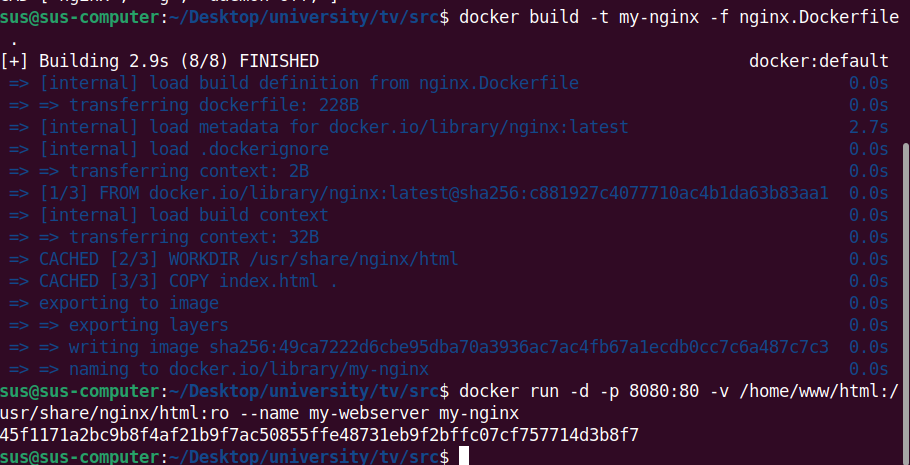 sus@sus-computer:~/Desktop/university/tv/src$ docker build -t my-nginx -f nginx.Dockerfile
.
[+] Building 2.9s (8/8) FINISHED docker:default
=> [internal] load build definition from nginx.Dockerfile 0.0s
=> => transferring dockerfile: 228B 0.0s
=> [internal] load metadata for docker.io/library/nginx:latest 2.7s
=> [internal] load .dockerignore 0.0s
=> => transferring context: 2B 0.0s
=> [1/3] FROM docker.io/library/nginx:latest@sha256:c881927c4077710ac4b1da63b83aa1 0.0s
=> [internal] load build context 0.0s
=> => transferring context: 32B 0.0s
=> CACHED [2/3] WORKDIR /usr/share/nginx/html 0.0s
=> CACHED [3/3] COPY index.html . 0.0s
=> exporting to image 0.0s
=> => exporting layers 0.0s
=> => writing image sha256:49ca7222d6cbe95dba70a3936ac7ac4fb67a1ecdb0cc7c6a487c7c3 0.0s
=> => naming to docker.io/library/my-nginx 0.0s
sus@sus-computer:~/Desktop/university/tv/src$ docker run -d -p 8080:80 -v /home/www/html:/
usr/share/nginx/html:ro --name my-webserver my-nginx
45f1171a2bc9b8f4af21b9f7ac50855ffe48731eb9f2bffc07cf757714d3b8f7
sus@sus-computer:~/Desktop/university/tv/src$